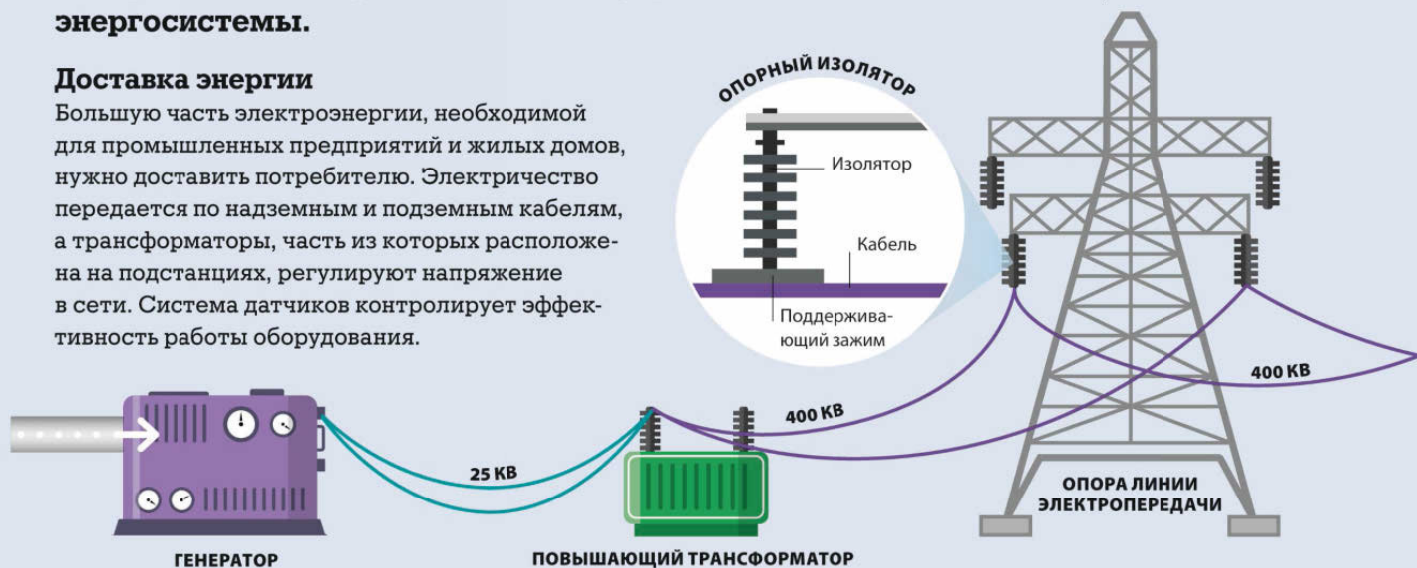 энергосистемы.
Доставка энергии
Большую часть электроэнергии, необходимой
для промышленных предприятий и жилых домов,
нужно доставить потребителю. Электричество
передается по надземным и подземным кабелям,
а трансформаторы, часть из которых расположе-
на на подстанциях, регулируют напряжение
в сети. Система датчиков контролирует эффек-
тивность работы оборудования.
ОПОРНЫЙ ИЗОЛЯТОР
Изолятор
Кабель
Поддержива-
ющий зажим
25 КВ
400 КВ
400 КВ
ГЕНЕРАТОР
ПОВЫШАЮЩИЙ ТРАНСФОРМАТОР
ОПОРА ЛИНИИ
ЭЛЕКТРОПЕРЕДАЧИ